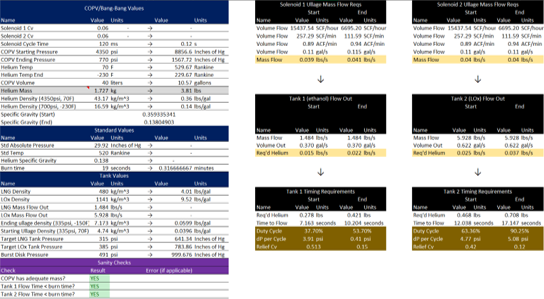 COPV/Bang-Bang Values
Name Value Units Value Units
Solenoid 1 Cv 0.06 - → -
Solenoid 2 Cv 0.06 - → -
Solenoid Cycle Time 120 ms → 0.12 s
COPV Starting Pressure 4350 psi → 8856.6 Inches of Hg
COPV Ending Pressure 770 psi → 1567.72 Inches of Hg
Helium Temp 70 F → 529.67 Rankine
Helium Temp End -230 F → 229.67 Rankine
COPV Volume 40 liters → 10.57 gallons
Helium Mass 1.727 kg → 3.81 lbs
Helium Density (4350psi, 70F) 43.17 kg/m^3 → 0.36 lbs/gal
Helium Density (700psi, -230F) 16.59 kg/m^3 → 0.14 lbs/gal
Specific Gravity (Start) 0.359335341
Specific Gravity (End) 0.13804903
Standard Values
Name Value Units Value Units
Std Absolute Pressure 29.92 Inches of Hg → - -
Std Temp 520 Rankine → - -
Helium Specific Gravity 0.138 - → - -
Burn time 19 seconds → 0.316666667 minutes
Tank Values
Name Value Units Value Units
LNG Density 480 kg/m^3 → 4.01 lbs/gal
LOx Density 1141 kg/m^3 → 9.52 lbs/gal
LNG Mass Flow Out 1.484 lbs/s → - -
LOx Mass Flow Out 5.928 lbs/s → - -
Ending ullage density (335psi, -150F) 7.173 kg/m^3 → 0.0599 lbs/gal
Starting Ullage Density (335psi, 70F) 4.74 kg/m^3 → 0.0396 lbs/gal
Target LNG Tank Pressure 315 psi → 641.34 Inches of Hg
Target LOx Tank Pressure 385 psi → 783.86 Inches of Hg
Burst Disk Pressure 491 psi → 999.676 Inches of Hg
Sanity Checks
Check Result Error (if applicable)
COPV has adequate mass? YES
Tank 1 Flow Time < burn time? YES
Tank 2 Flow Time < burn time? YES
Solenoid 1 Ullage Mass Flow Reqs
Start End
Name Value Units Value Units
Volume Flow 15437.54 SCF/hour 6695.20 SCF/hour
Volume Flow 257.29 SCF/min 111.59 SCF/min
Volume Flow 0.89 ACF/min 0.94 ACF/min
Volume Flow 0.11 gal/s 0.115 gal/s
Mass Flow 0.039 lbs/s 0.041 lbs/s
↓
Tank 1 (ethanol) Flow Out
Name Value Units Value Units
Mass Flow 1.484 lbs/s 1.484 lbs/s
Volume Flow 0.370 gal/s 0.370 gal/s
Req'd Helium 0.015 lbs/s 0.022 lbs/s
↓
Tank 1 Timing Requirements
Start End
Name Value Units Value Units
Req'd Helium 0.278 lbs 0.421 lbs
Time to Flow 7.163 seconds 10.204 seconds
Duty Cycle 37.70% 53.70%
dP per Cycle 3.91 psi 0.41 psi
Relief Cv 0.513 0.15
Solenoid 2 Ullage Mass Flow Reqs
Start End
Name Value Units Value Units
Volume Flow 15437.54 SCF/hour 6695.20 SCF/hour
Volume Flow 257.29 SCF/min 111.59 SCF/min
Volume Flow 0.89 ACF/min 0.94 ACF/min
Volume Flow 0.11 gal/s 0.11 gal/s
Mass Flow 0.04 lbs/s 0.04 lbs/s
↓
Tank 2 (LOx) Flow Out
Name Value Units Value Units
Mass Flow 5.928 lbs/s 5.928 lbs/s
Volume Flow 0.622 gal/s 0.622 gal/s
Req'd Helium 0.025 lbs/s 0.037 lbs/s
↓
Tank 2 Timing Requirements
Start End
Name Value Units Value Units
Req'd Helium 0.468 lbs 0.708 lbs
Time to Flow 12.038 seconds 17.147 seconds
Duty Cycle 63.36% 90.25%
dP per Cycle 4.77 psi 5.08 psi
Relief Cv 0.42 0.12